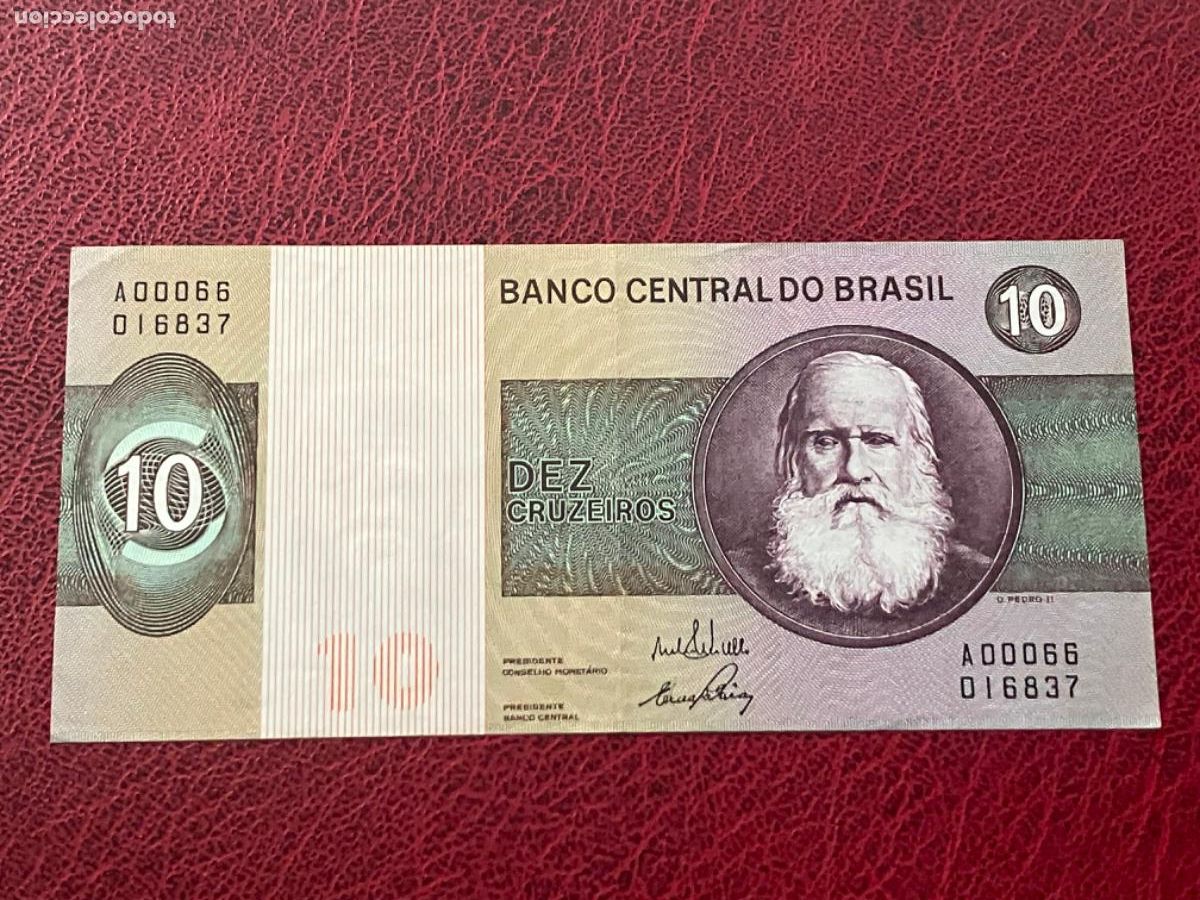 todocoleccion
A00066
016837
BANCO CENTRAL DO BRASIL
10
10
DEZ
CRUZEIROS
D. PEDRO II
10
PRESIDENTE
CONSELHO MONETÁRIO
PRESIDENTE
BANCO CENTRAL
A00066
016837